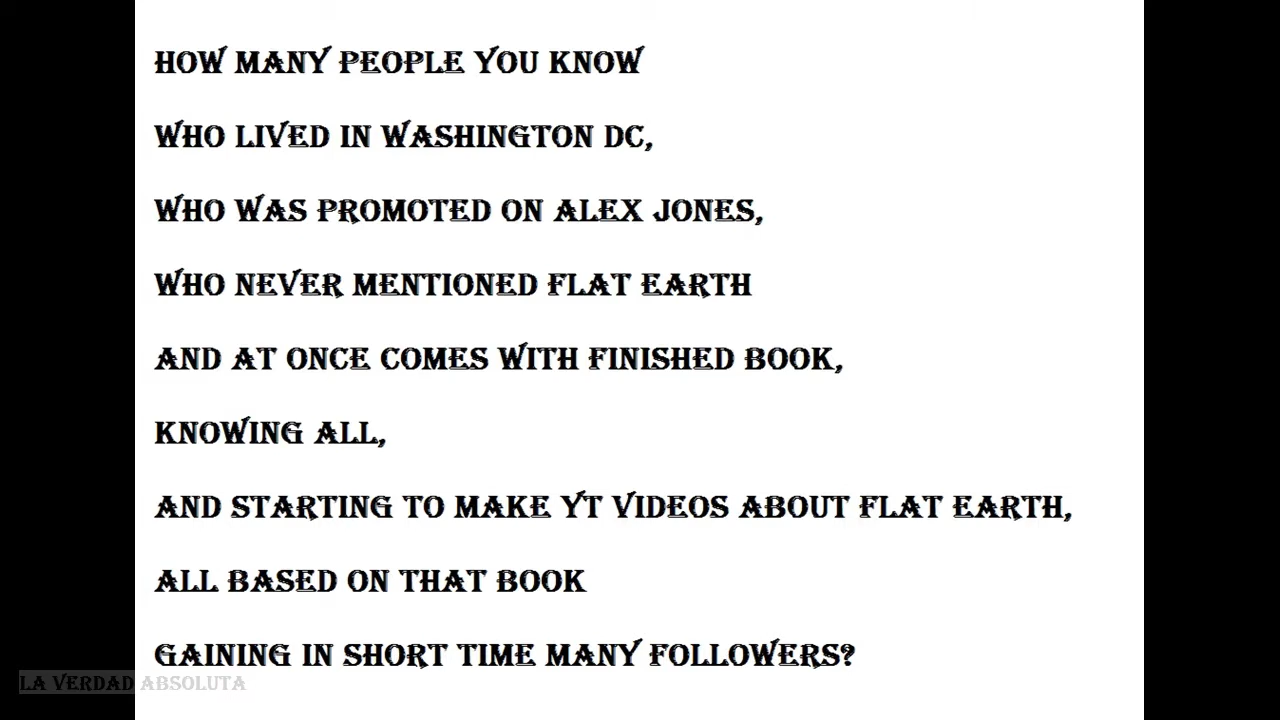 HOW MANY PEOPLE YOU KNOW
WHO LIVED IN WASHINGTON DC,
WHO WAS PROMOTED ON ALEX JONES,
WHO NEVER MENTIONED FLAT EARTH
AND AT ONCE COMES WITH FINISHED BOOK,
KNOWING ALL,
AND STARTING TO MAKE YT VIDEOS ABOUT FLAT EARTH,
ALL BASED ON THAT BOOK
GAINING IN SHORT TIME MANY FOLLOWERS?
LA VERDAD ABSOLUTA